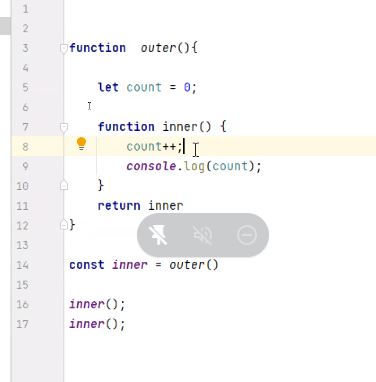 1
2
3 function  outer(){
4
5     let count = 0;
6
7     function inner() {
8         count++;
9         console.log(count);
10     }
11     return inner
12 }
13
14 const inner = outer()
15
16 inner();
17 inner();